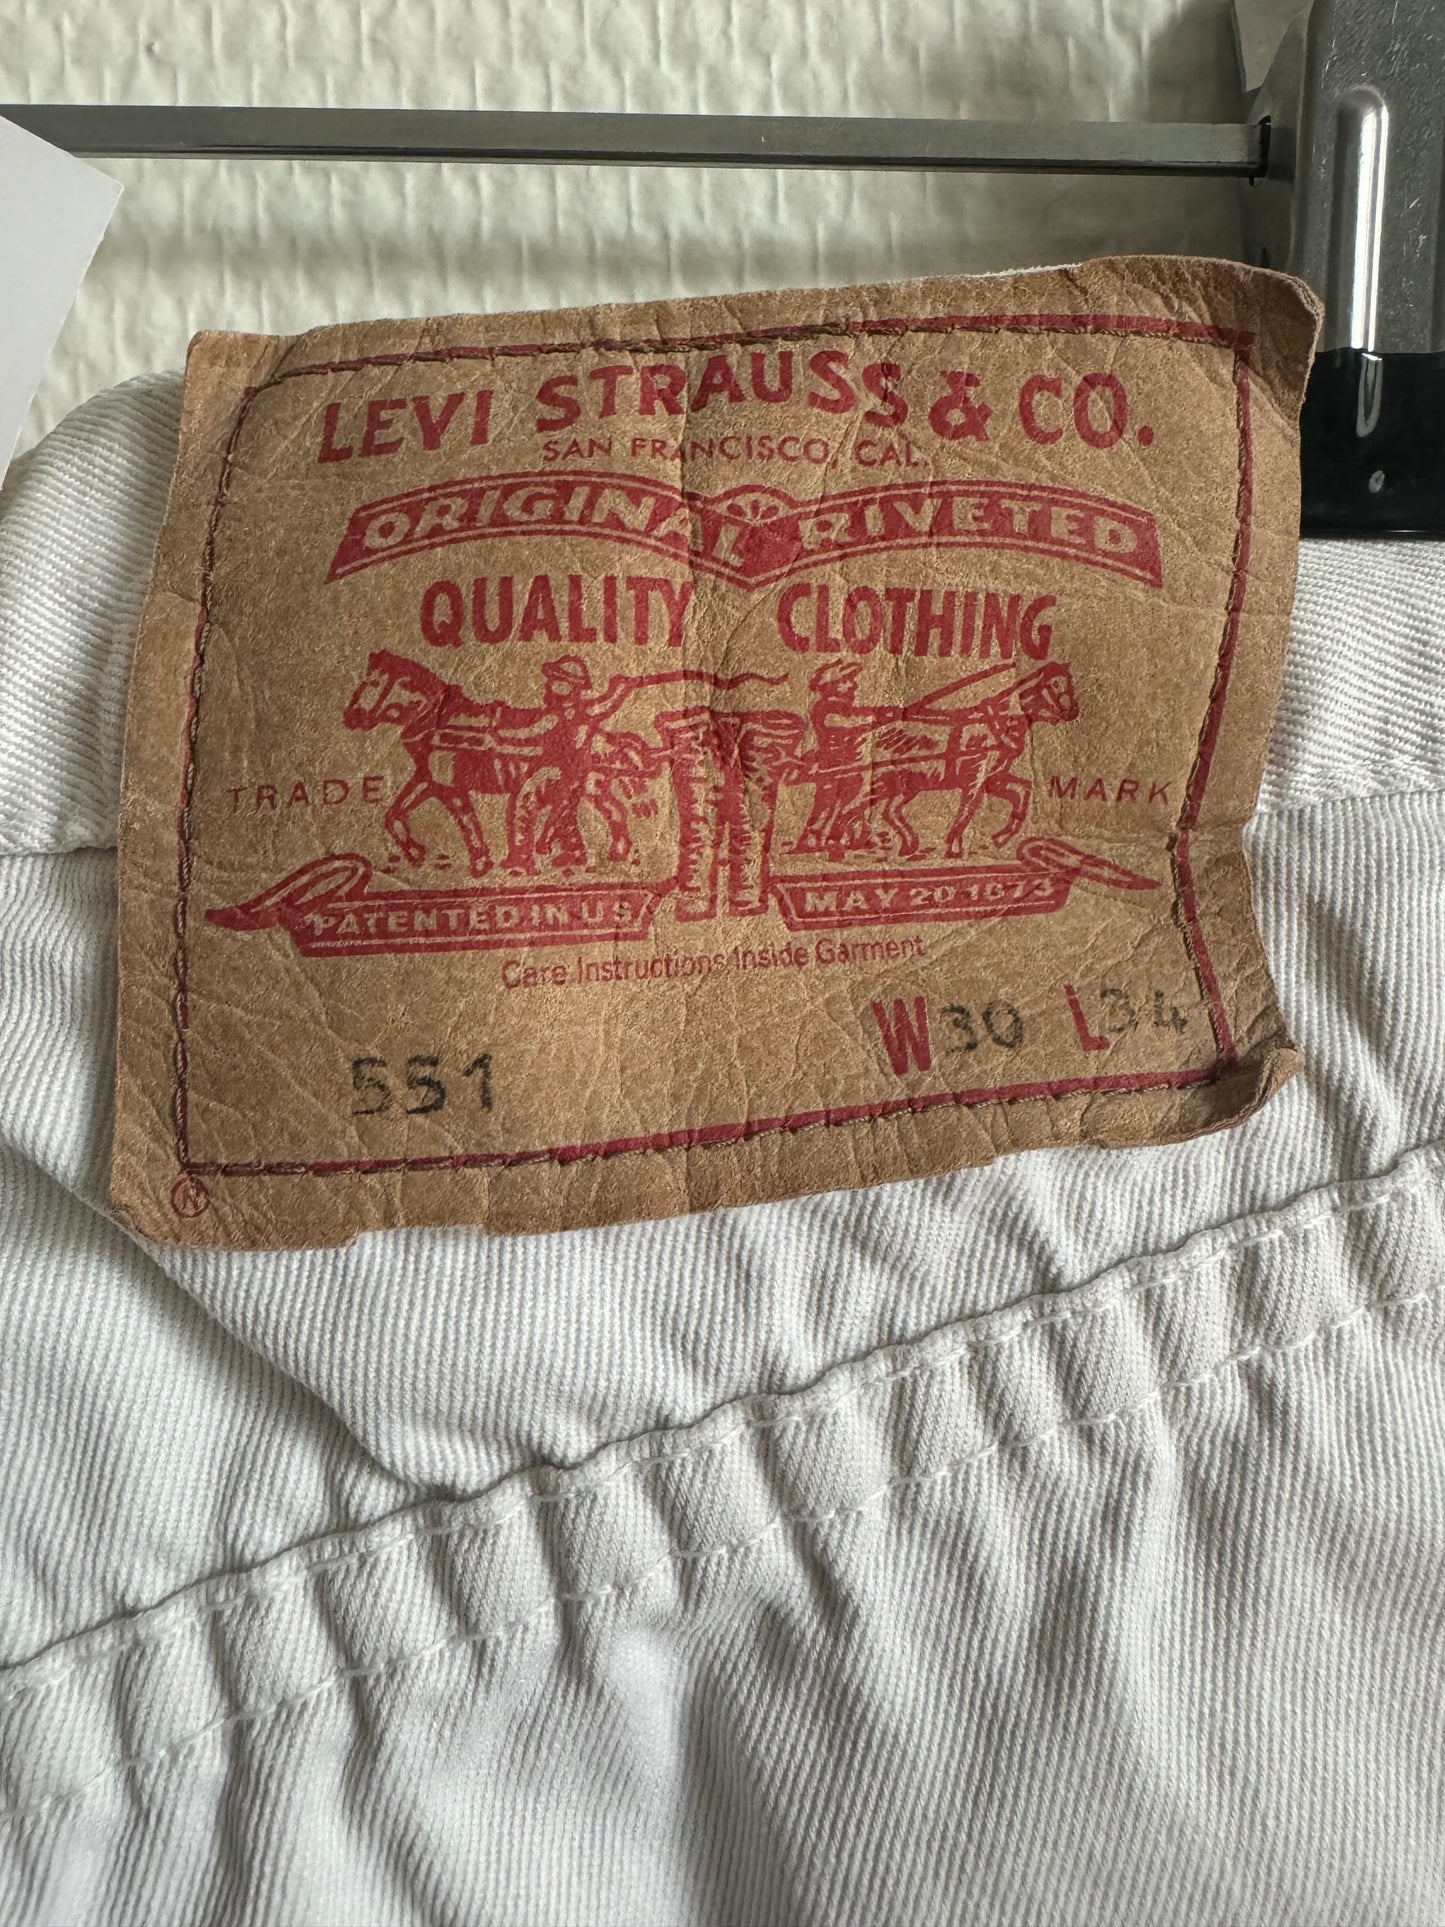 LEVI STRAUSS & CO.
SAN FRANCISCO, CAL.
ORIGINAL RIVETED
QUALITY CLOTHING
TRADE MARK
PATENTED IN U S MAY 20 1873
Care Instructions Inside Garment
W30 L34
551
®